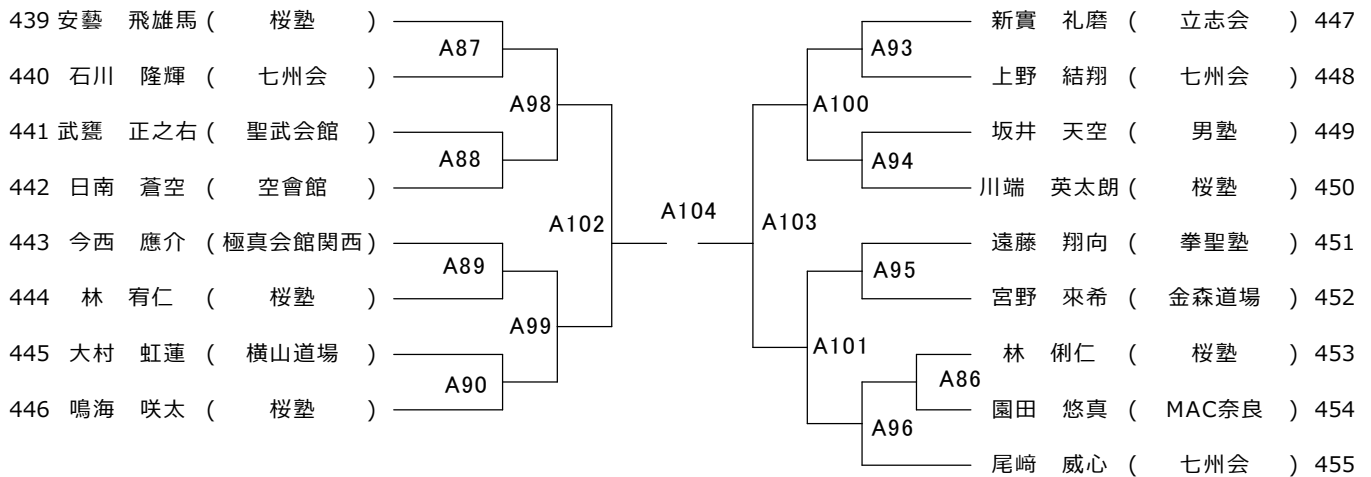 439 安藝　飛雄馬 (　桜塾　)
A87
440 石川　隆輝 (　七州会　)
A98
441 武甕　正之右 (　聖武会館　)
A88
442 日南　蒼空 (　空會館　)
A102
443 今西　應介 (極真会館関西)
A89
444 林　宥仁 (　桜塾　)
A99
445 大村　虹蓮 (　横山道場　)
A90
446 鳴海　咲太 (　桜塾　)
A104
新實　礼磨 (　立志会　) 447
A93
上野　結翔 (　七州会　) 448
A100
坂井　天空 (　男塾　) 449
A94
川端　英太朗 (　桜塾　) 450
A103
遠藤　翔向 (　拳聖塾　) 451
A95
宮野　來希 (　金森道場　) 452
A101
林　俐仁 (　桜塾　) 453
A86
園田　悠真 (　MAC奈良　) 454
A96
尾﨑　威心 (　七州会　) 455